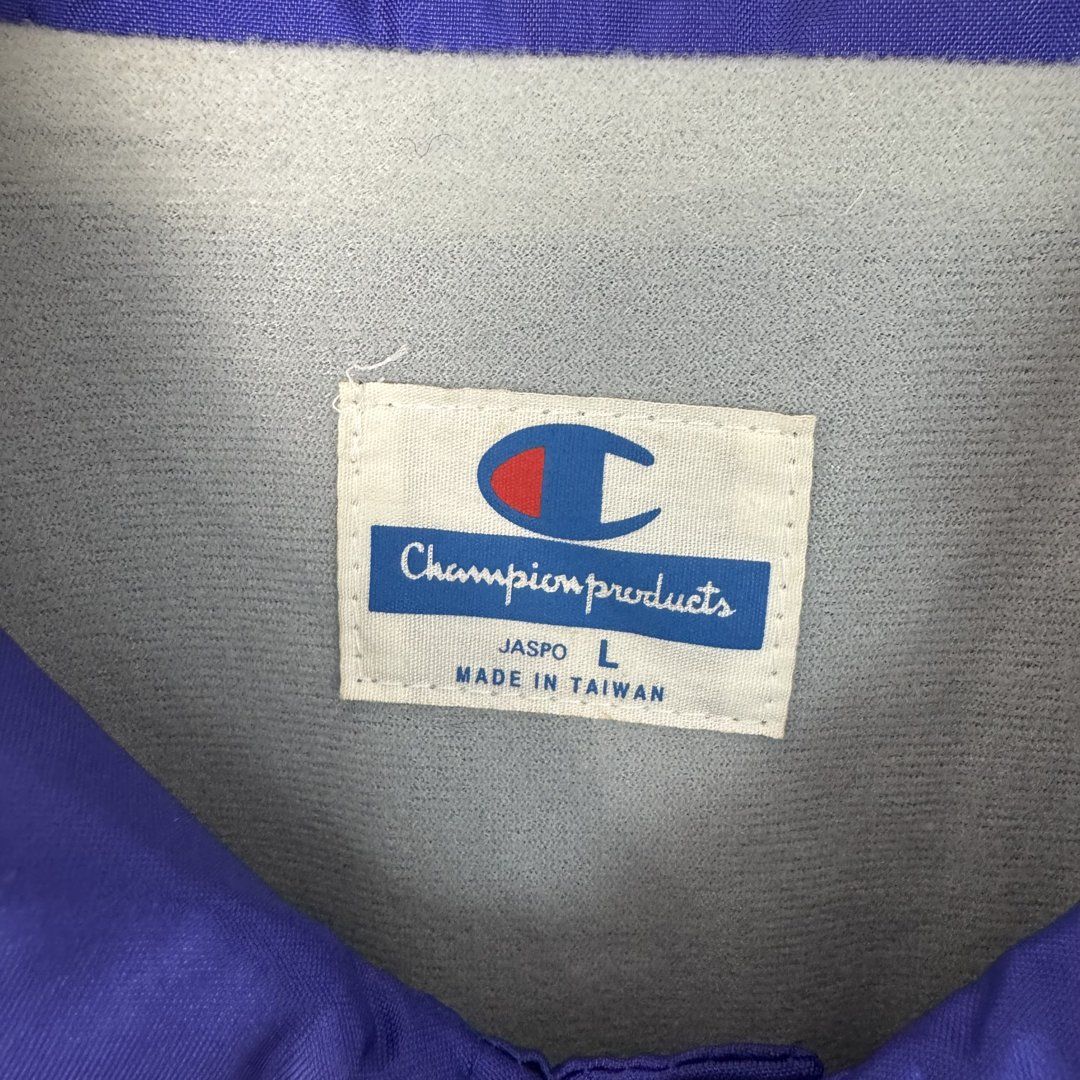 Champion products
JASPO L
MADE IN TAIWAN